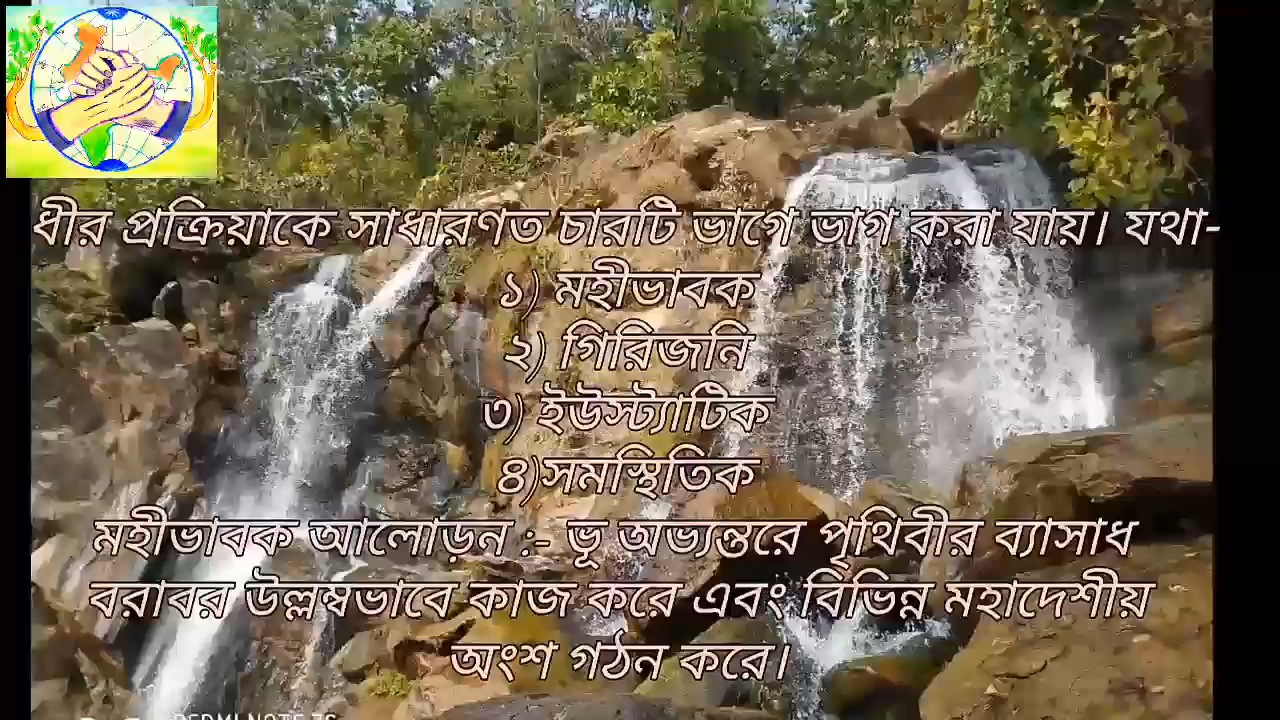 ধীর প্রক্রিয়াকে সাধারণত চারটি ভাগে ভাগ করা যায়। যথা-
১) মহীভাবক
২) গিরিজনি
৩) ইউস্ট্যাটিক
৪)সমস্থিতিক
মহীভাবক আলোড়ন :- ভূ অভ্যন্তরে পৃথিবীর ব্যাসাধ
বরাবর উল্লম্বভাবে কাজ করে এবং বিভিন্ন মহাদেশীয়
অংশ গঠন করে।